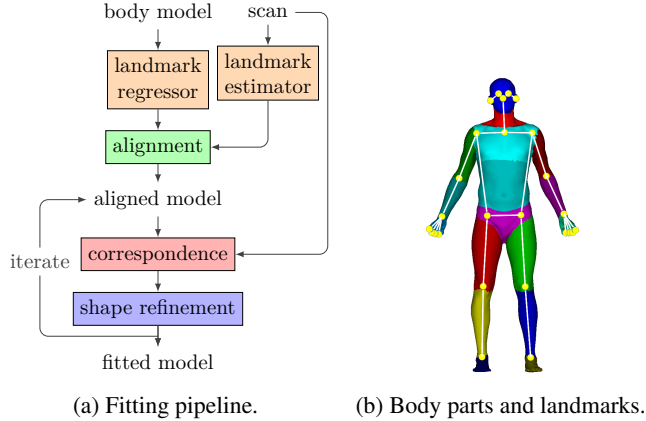 body model
scan
landmark
regressor
landmark
estimator
alignment
aligned model
iterate
correspondence
shape refinement
fitted model
(a) Fitting pipeline.
(b) Body parts and landmarks.